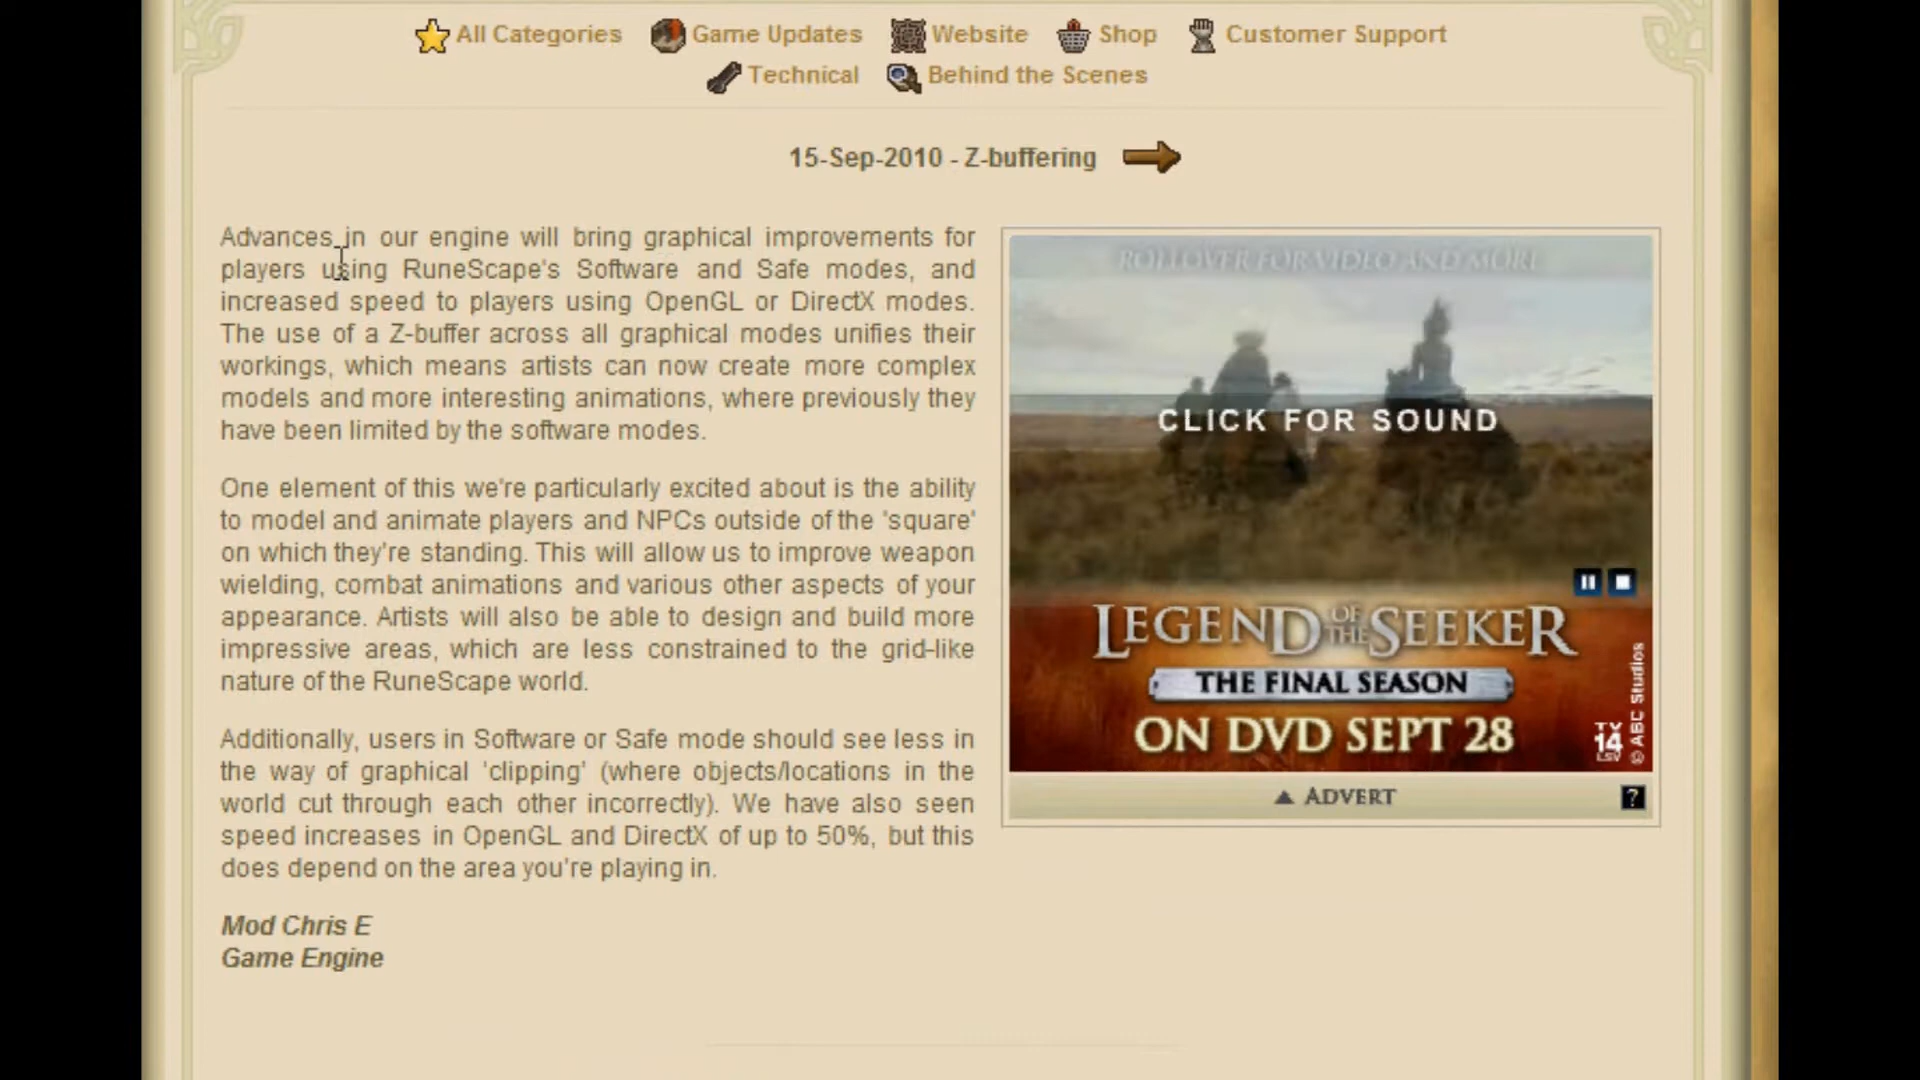 All Categories Game Updates Website Shop Customer Support
Technical Behind the Scenes
15-Sep-2010 - Z-buffering
Advances in our engine will bring graphical improvements for
players using RuneScape's Software and Safe modes, and
increased speed to players using OpenGL or DirectX modes.
The use of a Z-buffer across all graphical modes unifies their
workings, which means artists can now create more complex
models and more interesting animations, where previously they
have been limited by the software modes.
One element of this we're particularly excited about is the ability
to model and animate players and NPCs outside of the 'square'
on which they're standing. This will allow us to improve weapon
wielding, combat animations and various other aspects of your
appearance. Artists will also be able to design and build more
impressive areas, which are less constrained to the grid-like
nature of the RuneScape world.
Additionally, users in Software or Safe mode should see less in
the way of graphical 'clipping' (where objects/locations in the
world cut through each other incorrectly). We have also seen
speed increases in OpenGL and DirectX of up to 50%, but this
does depend on the area you're playing in.
Mod Chris E
Game Engine
ROLLOVER FOR VIDEO AND MORE
CLICK FOR SOUND
LEGEND OF THE SEEKER
THE FINAL SEASON
ON DVD SEPT 28
TV
14
LSV
© ABC Studios
ADVERT
?